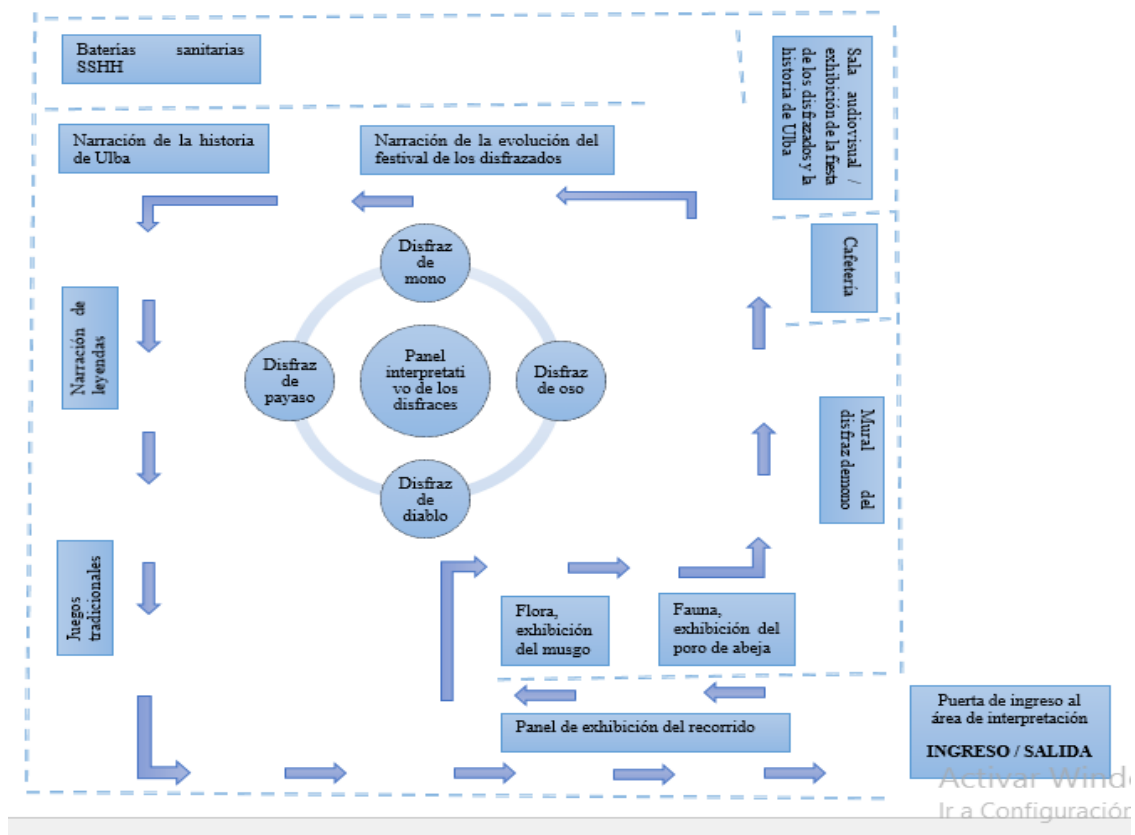 Baterías sanitarias
SSHH
Sala audiovisual /
exhibición de la fiesta
de los disfrazados y la
historia de Ulba
Narración de la historia
de Ulba
Narración de la evolución del
festival de los disfrazados
Cafetería
Disfraz
de
mono
Narración de
leyendas
Disfraz
de
payaso
Panel
interpretati
vo de los
disfraces
Disfraz
de oso
Mural del
disfraz demono
Disfraz
de
diablo
Juegos
tradicionales
Flora,
exhibición
del musgo
Fauna,
exhibición del
poro de abeja
Panel de exhibición del recorrido
Puerta de ingreso al
área de interpretación
INGRESO / SALIDA
Activar Wind
Ir a Configuración